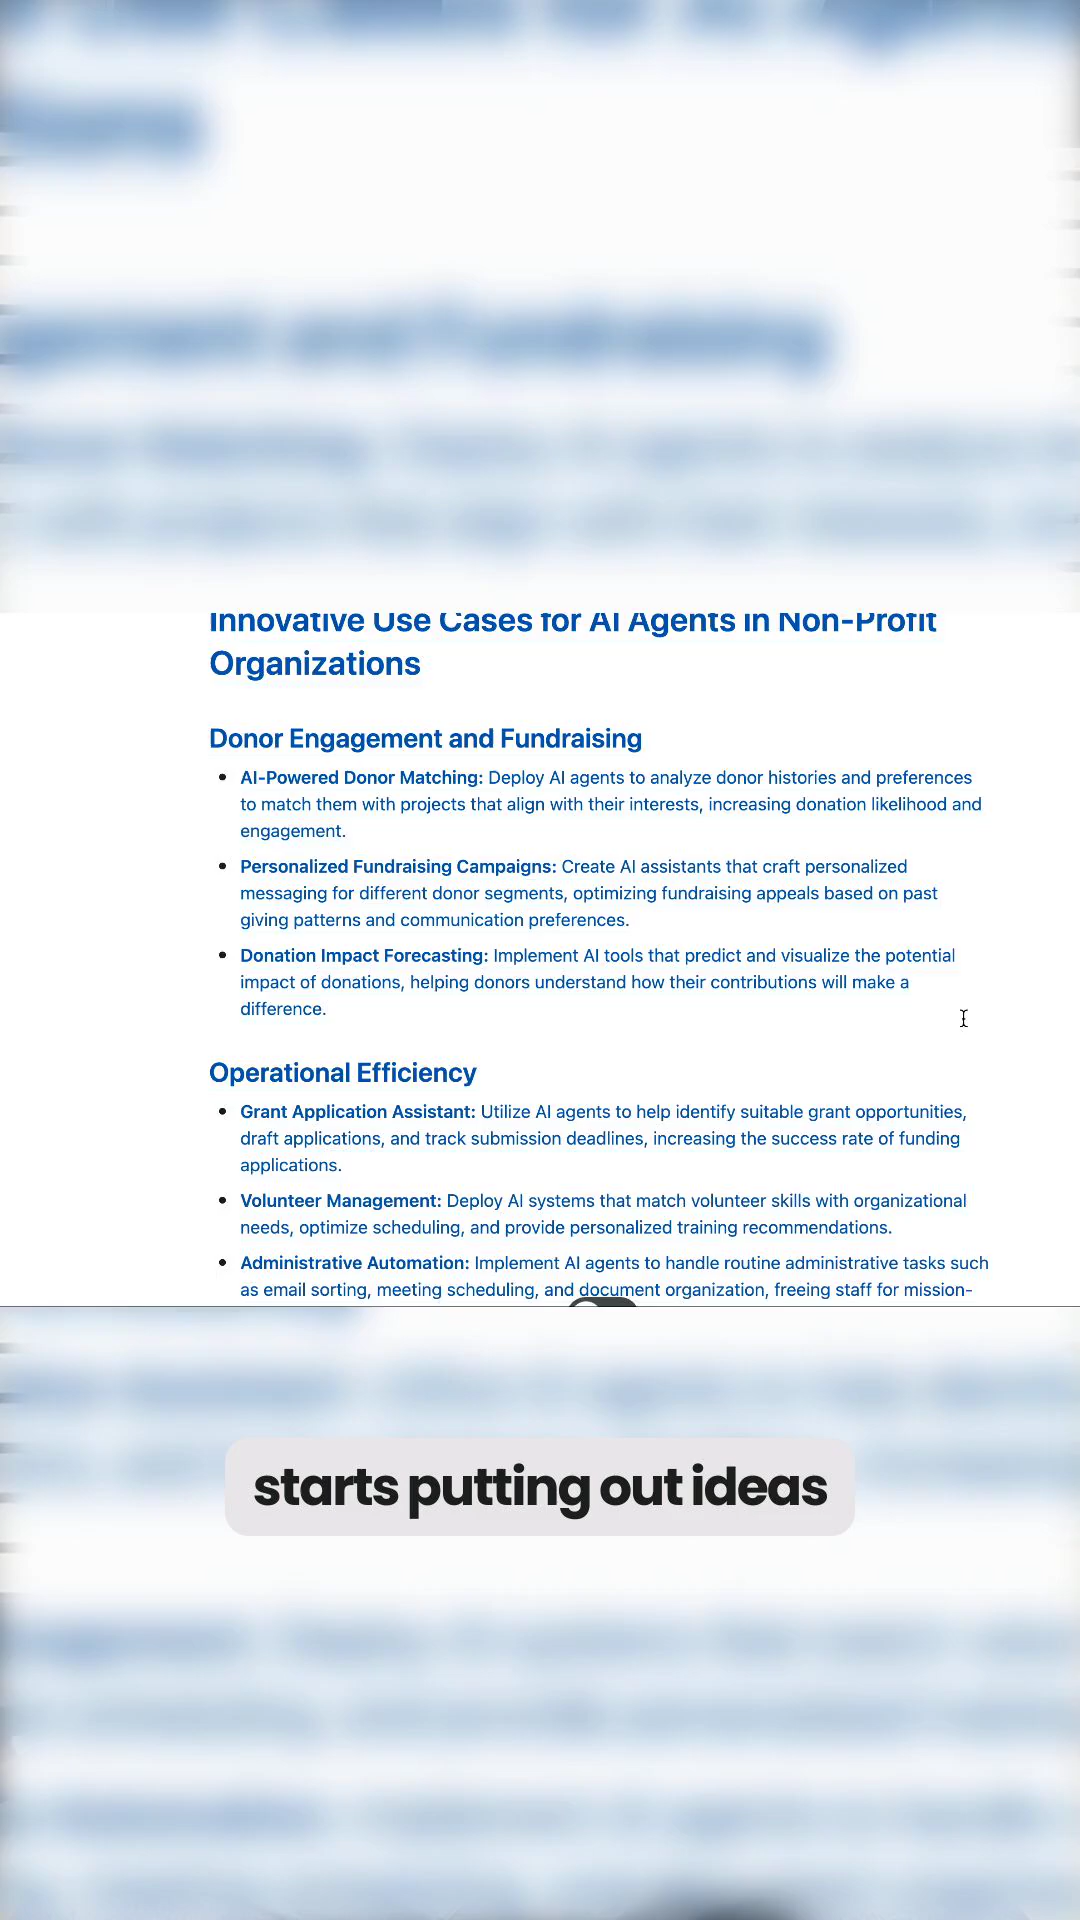 Innovative Use Cases for AI Agents in Non-Profit
Organizations
Donor Engagement and Fundraising
• AI-Powered Donor Matching: Deploy AI agents to analyze donor histories and preferences
to match them with projects that align with their interests, increasing donation likelihood and
engagement.
• Personalized Fundraising Campaigns: Create AI assistants that craft personalized
messaging for different donor segments, optimizing fundraising appeals based on past
giving patterns and communication preferences.
• Donation Impact Forecasting: Implement AI tools that predict and visualize the potential
impact of donations, helping donors understand how their contributions will make a
difference.
Operational Efficiency
• Grant Application Assistant: Utilize AI agents to help identify suitable grant opportunities,
draft applications, and track submission deadlines, increasing the success rate of funding
applications.
• Volunteer Management: Deploy AI systems that match volunteer skills with organizational
needs, optimize scheduling, and provide personalized training recommendations.
• Administrative Automation: Implement AI agents to handle routine administrative tasks such
as email sorting, meeting scheduling, and document organization, freeing staff for mission-
starts putting out ideas